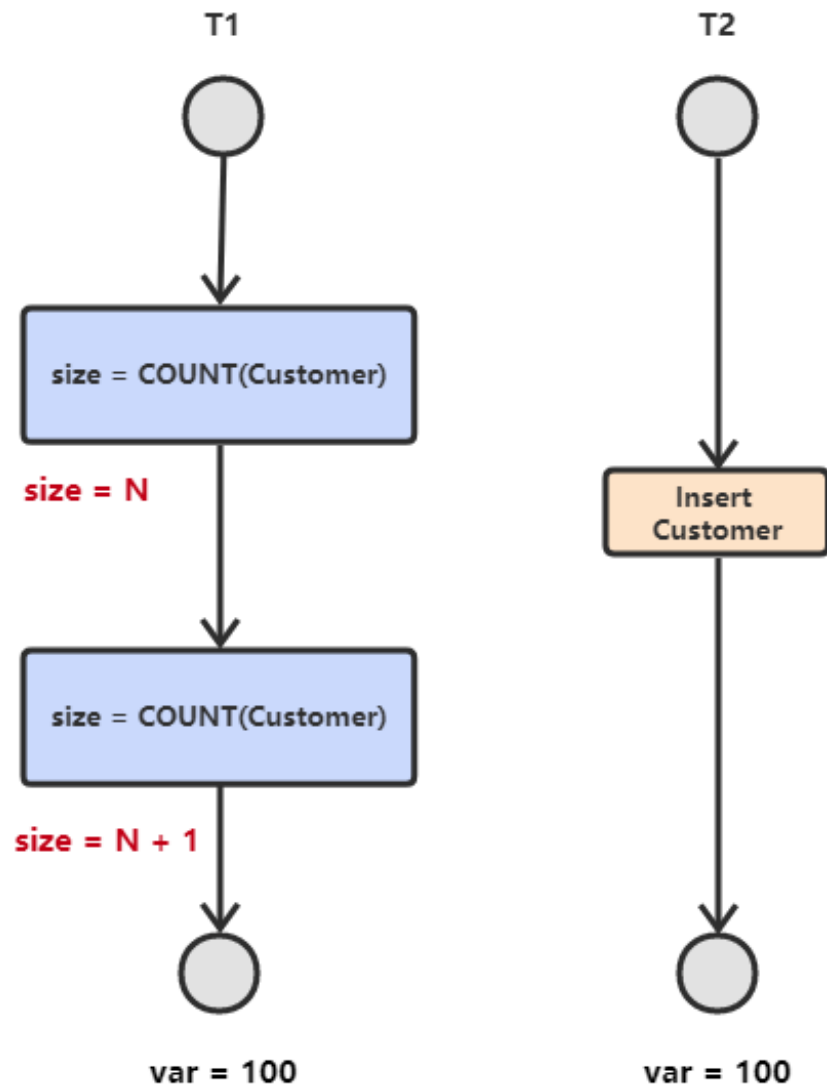 T1
T2
size = COUNT(Customer)
size = N
Insert
Customer
size = COUNT(Customer)
size = N + 1
var = 100
var = 100